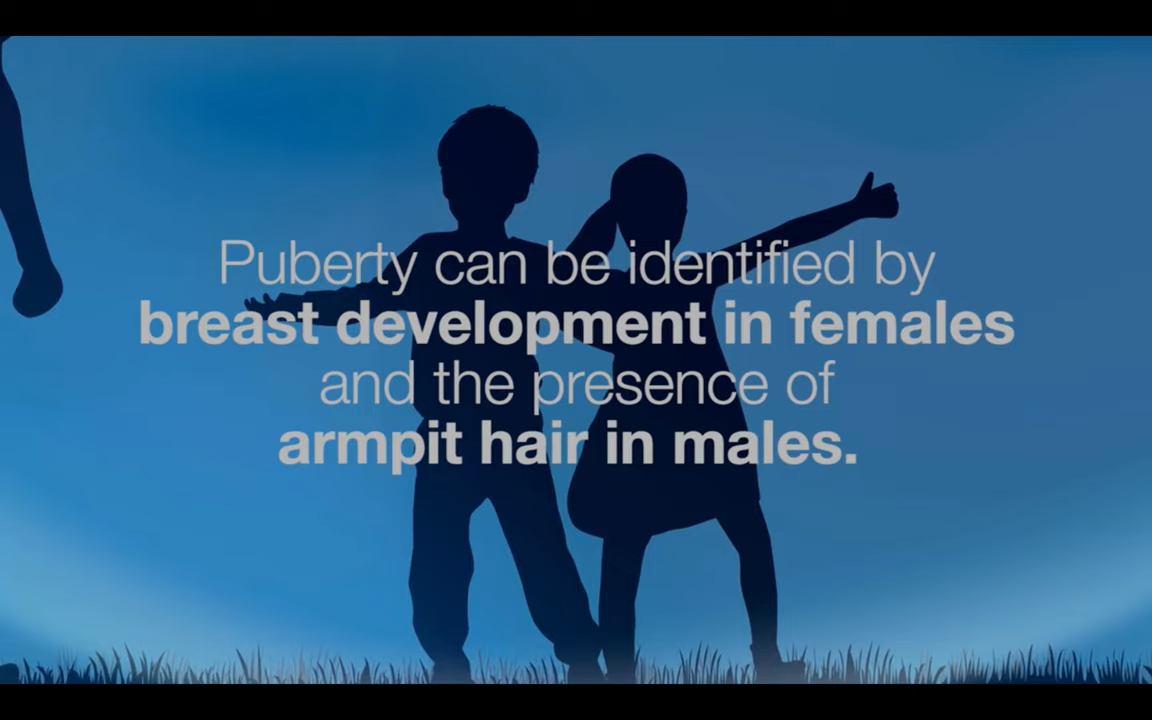 Puberty can be identified by
breast development in females
and the presence of
armpit hair in males.